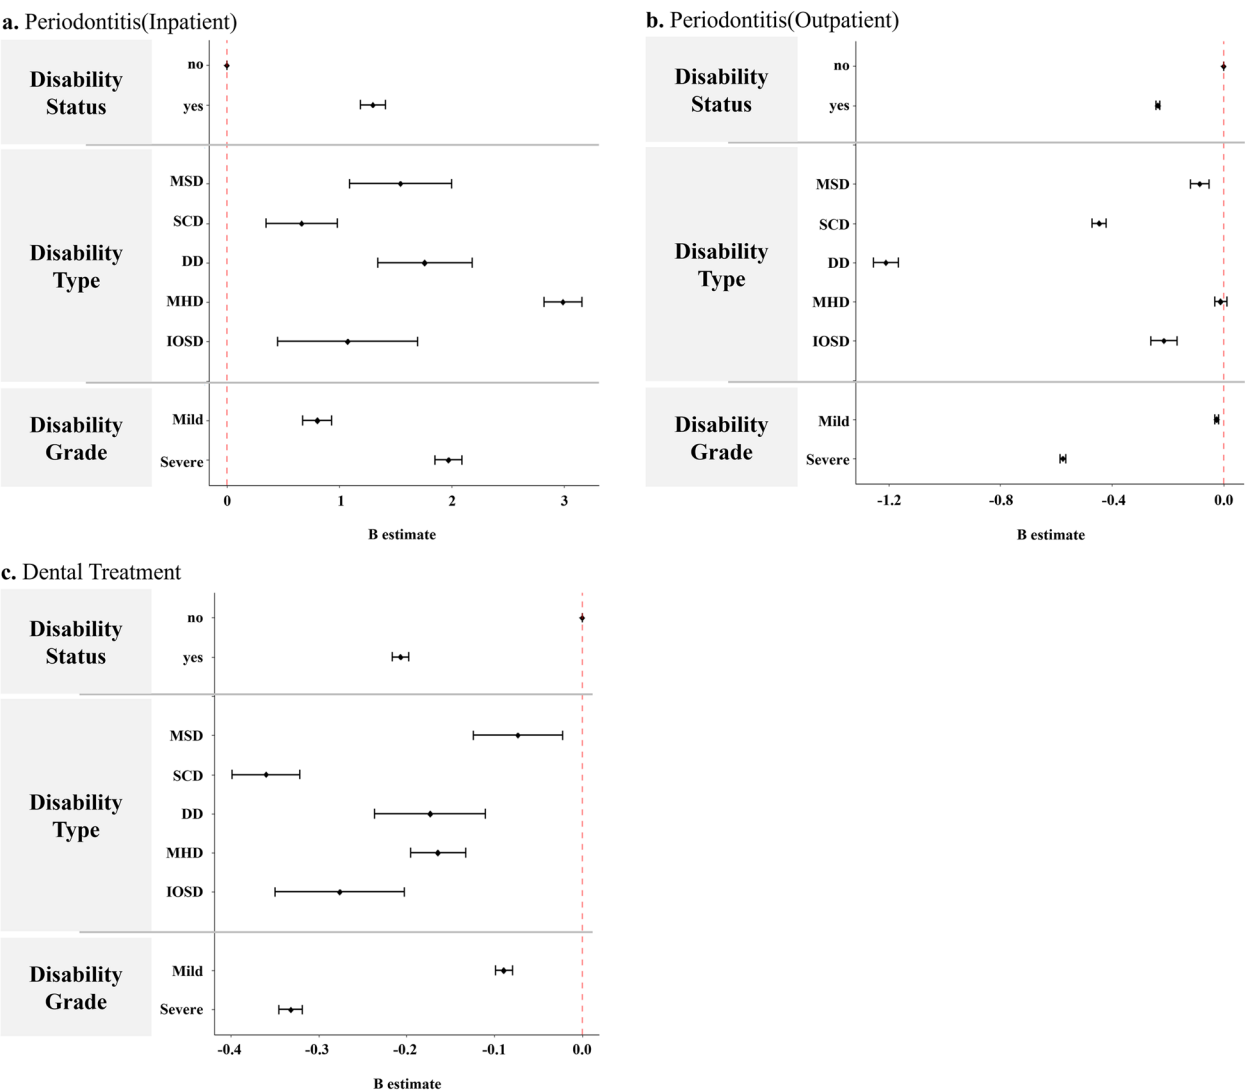 a. Periodontitis(Inpatient)
Disability
Status
no
yes
Disability
Type
MSD
SCD
DD
MHD
IOSD
Disability
Grade
Mild
Severe
0 1 2 3
B estimate
b. Periodontitis(Outpatient)
Disability
Status
no
yes
Disability
Type
MSD
SCD
DD
MHD
IOSD
Disability
Grade
Mild
Severe
-1.2 -0.8 -0.4 0.0
B estimate
c. Dental Treatment
Disability
Status
no
yes
Disability
Type
MSD
SCD
DD
MHD
IOSD
Disability
Grade
Mild
Severe
-0.4 -0.3 -0.2 -0.1 0.0
B estimate